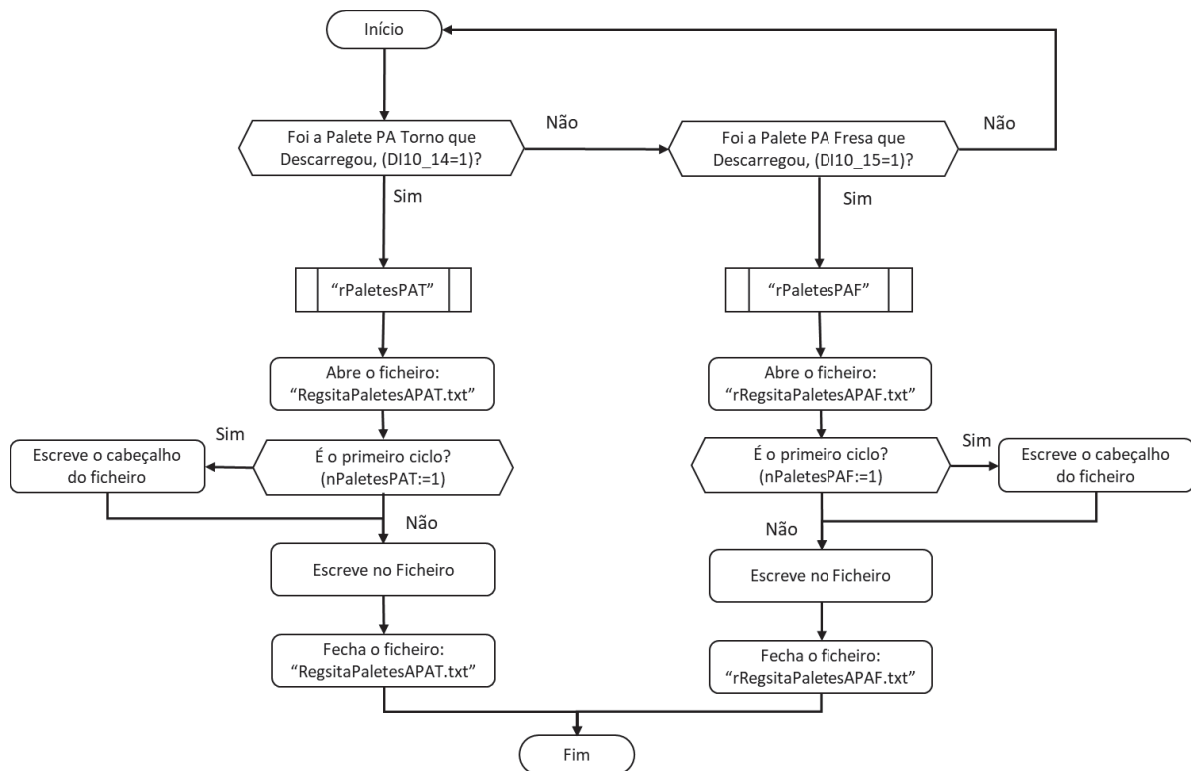 Início
Foi a Palete PA Torno que
Descarregou, (DI10_14=1)?
Não
Foi a Palete PA Fresa que
Descarregou, (DI10_15=1)?
Não
Sim
Sim
“rPaletesPAT”
“rPaletesPAF”
Abre o ficheiro:
“RegsitaPaletesAPAT.txt”
Abre o ficheiro:
“rRegsitaPaletesAPAF.txt”
Sim
Escreve o cabeçalho
do ficheiro
É o primeiro ciclo?
(nPaletesPAT:=1)
É o primeiro ciclo?
(nPaletesPAF:=1)
Sim
Escreve o cabeçalho
do ficheiro
Não
Não
Escreve no Ficheiro
Escreve no Ficheiro
Fecha o ficheiro:
“RegsitaPaletesAPAT.txt”
Fecha o ficheiro:
“rRegsitaPaletesAPAF.txt”
Fim